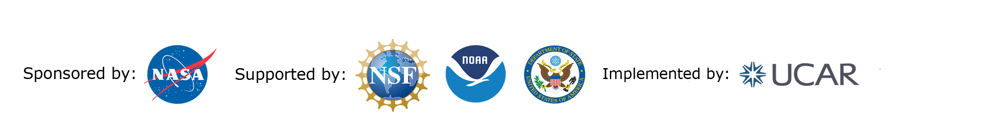 Sponsored by: NASA Supported by: NSF NOAA DEPARTMENT OF STATE UNITED STATES OF AMERICA Implemented by: UCAR